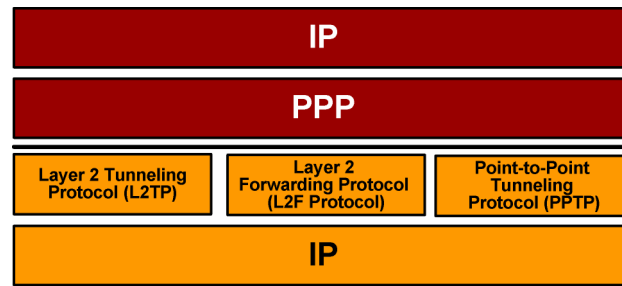 IP
PPP
Layer 2 Tunneling
Protocol (L2TP)
Layer 2
Forwarding Protocol
(L2F Protocol)
Point-to-Point
Tunneling
Protocol (PPTP)
IP